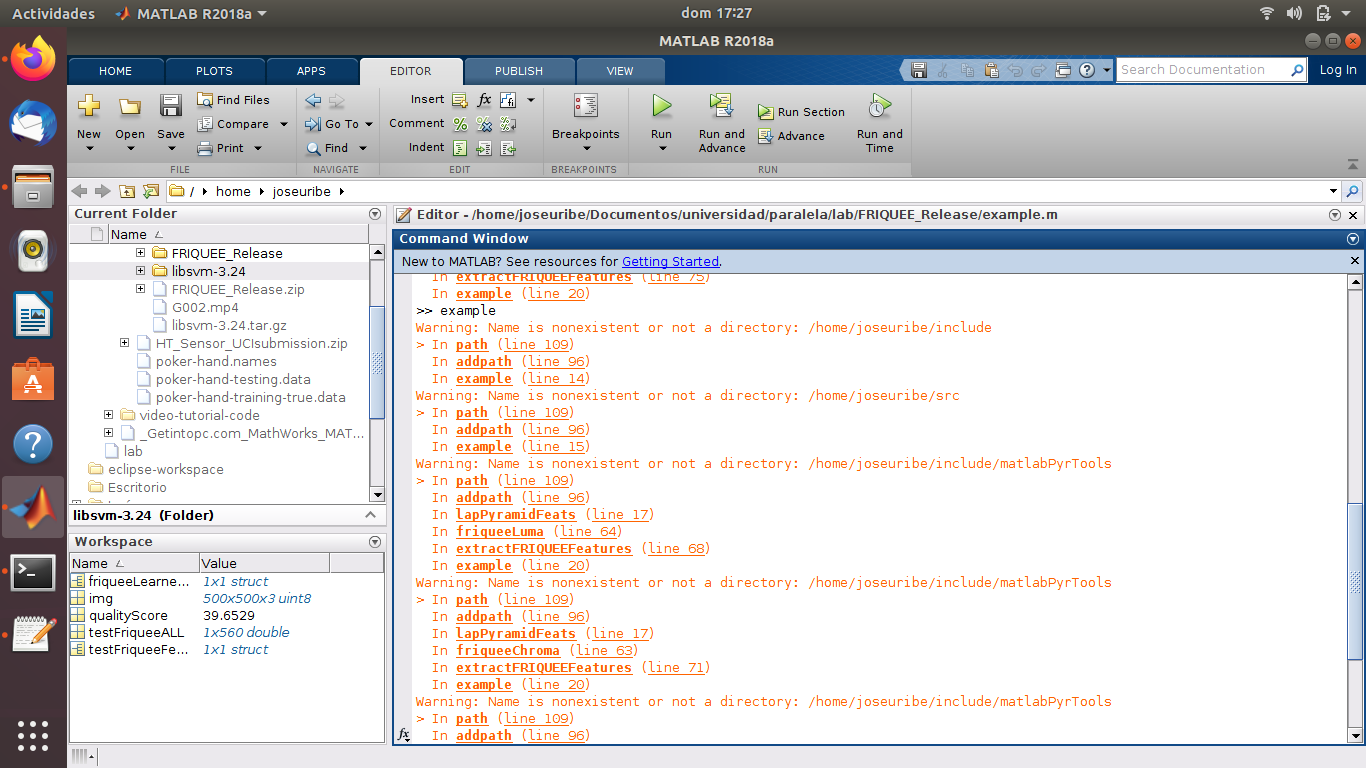 Actividades MATLAB R2018a dom 17:27
MATLAB R2018a
HOME PLOTS APPS EDITOR PUBLISH VIEW Search Documentation Log In
New Open Save Find Files Compare Print
FILE
Go To Find
NAVIGATE
Insert fx
Comment
Indent
EDIT
Breakpoints
BREAKPOINTS
Run Run and Advance Run Section Advance Run and Time
RUN
/ home joseuribe
Current Folder
Name
FRIQUEE_Release
libsvm-3.24
FRIQUEE_Release.zip
G002.mp4
libsvm-3.24.tar.gz
HT_Sensor_UCIsubmission.zip
poker-hand.names
poker-hand-testing.data
poker-hand-training-true.data
video-tutorial-code
_Getintopc.com_MathWorks_MAT...
lab
eclipse-workspace
Escritorio
libsvm-3.24 (Folder)
Workspace
Name Value
friqueeLearne... 1x1 struct
img 500x500x3 uint8
qualityScore 39.6529
testFriqueeALL 1x560 double
testFriqueeFe... 1x1 struct
Editor - /home/joseuribe/Documentos/universidad/paralela/lab/FRIQUEE_Release/example.m
Command Window
New to MATLAB? See resources for Getting Started.
In extractFRIQUEEFeatures (line 75)
In example (line 20)
>> example
Warning: Name is nonexistent or not a directory: /home/joseuribe/include
> In path (line 109)
In addpath (line 96)
In example (line 14)
Warning: Name is nonexistent or not a directory: /home/joseuribe/src
> In path (line 109)
In addpath (line 96)
In example (line 15)
Warning: Name is nonexistent or not a directory: /home/joseuribe/include/matlabPyrTools
> In path (line 109)
In addpath (line 96)
In lapPyramidFeats (line 17)
In friqueeLuma (line 64)
In extractFRIQUEEFeatures (line 68)
In example (line 20)
Warning: Name is nonexistent or not a directory: /home/joseuribe/include/matlabPyrTools
> In path (line 109)
In addpath (line 96)
In lapPyramidFeats (line 17)
In friqueeChroma (line 63)
In extractFRIQUEEFeatures (line 71)
In example (line 20)
Warning: Name is nonexistent or not a directory: /home/joseuribe/include/matlabPyrTools
> In path (line 109)
In addpath (line 96)
fx